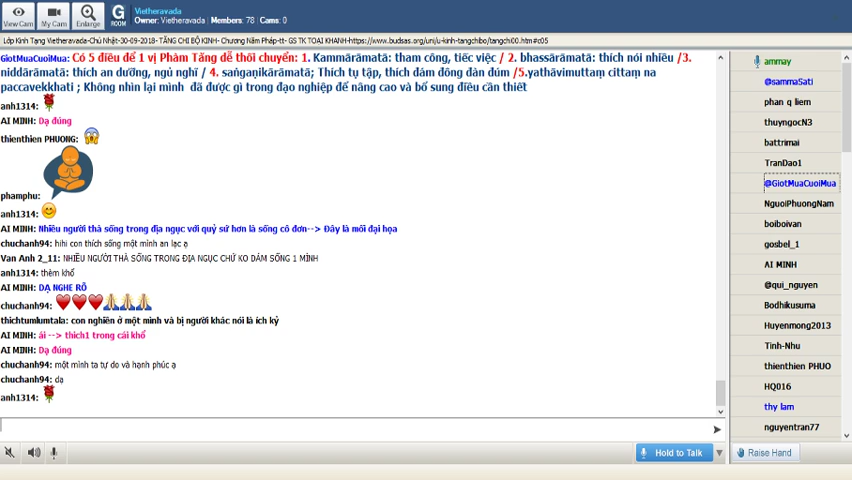 View Cam
My Cam
Enlarge
G
ROOM
Vietheravada
Owner: Vietheravada | Members: 78 | Cams: 0
Lớp Kinh Tạng Vietheravada-Chủ Nhật-30-09-2018- TĂNG CHI BỘ KINH- Chương Năm Pháp-tt- GS TK TOẠI KHANH-https://www.budsas.org/uni/u-kinh-tangchibo/tangch00.htm#c05
GiotMuaCuoiMua: Có 5 điều để 1 vị Phàm Tăng dễ thối chuyển: 1. Kammārāmatā: tham công, tiếc việc / 2. bhassārāmatā: thích nói nhiều /3.
niddārāmatā: thích an dưỡng, ngủ nghĩ / 4. saṅgaṇikārāmatā; Thích tụ tập, thích đám đông đàn đúm /5.yathāvimuttaṃ cittaṃ na
paccavekkhati ; Không nhìn lại mình đã được gì trong đạo nghiệp để nâng cao và bổ sung điều cần thiết
anh1314:
AI MINH: Dạ đúng
thienthien PHUONG:
phamphu:
anh1314:
AI MINH: Nhiều người thà sống trong địa ngục với quỷ sứ hơn là sống cô đơn--> Đây là mối đại họa
chuchanh94: hihi con thích sống một mình an lạc ạ
Van Anh 2_11: NHIỀU NGƯỜI THÀ SỐNG TRONG ĐỊA NGỤC CHỨ KO DÁM SỐNG 1 MÌNH
anh1314: thèm khổ
AI MINH: DẠ NGHE RÕ
chuchanh94:
thichtumlumtala: con nghiên ở một mình và bị người khác nói là ích kỷ
AI MINH: ái --> thich1 trong cái khổ
AI MINH: Dạ đúng
chuchanh94: một mình ta tự do và hạnh phúc ạ
chuchanh94: dạ
anh1314:
Hold to Talk
Raise Hand
ammay
@sammaSati
phan q liem
thuyngocN3
battrimai
TranDao1
@GiotMuaCuoiMua
NguoiPhuongNam
boiboivan
gosbel_1
AI MINH
@qui_nguyen
Bodhikusuma
Huyenmong2013
Tinh-Nhu
thienthien PHUO
HQ016
thy lam
nguyentran77